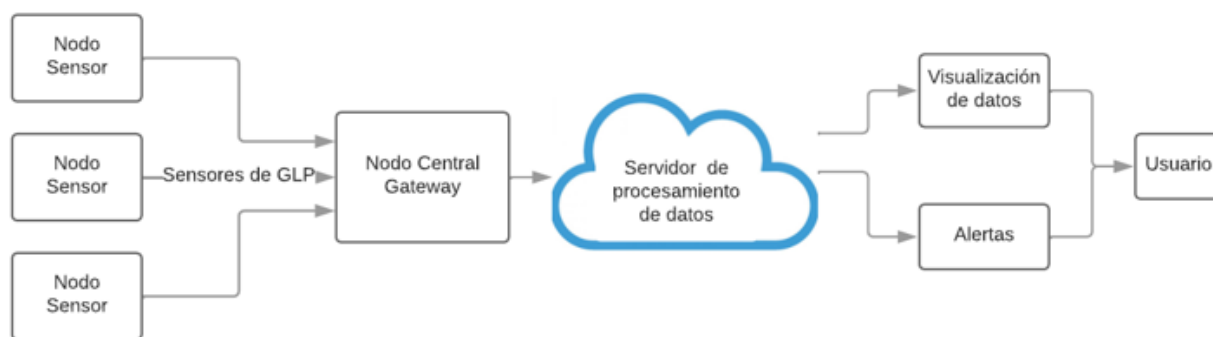 Nodo
Sensor
Nodo
Sensor
Nodo
Sensor
Sensores de GLP
Nodo Central
Gateway
Servidor de
procesamiento
de datos
Visualización
de datos
Alertas
Usuario